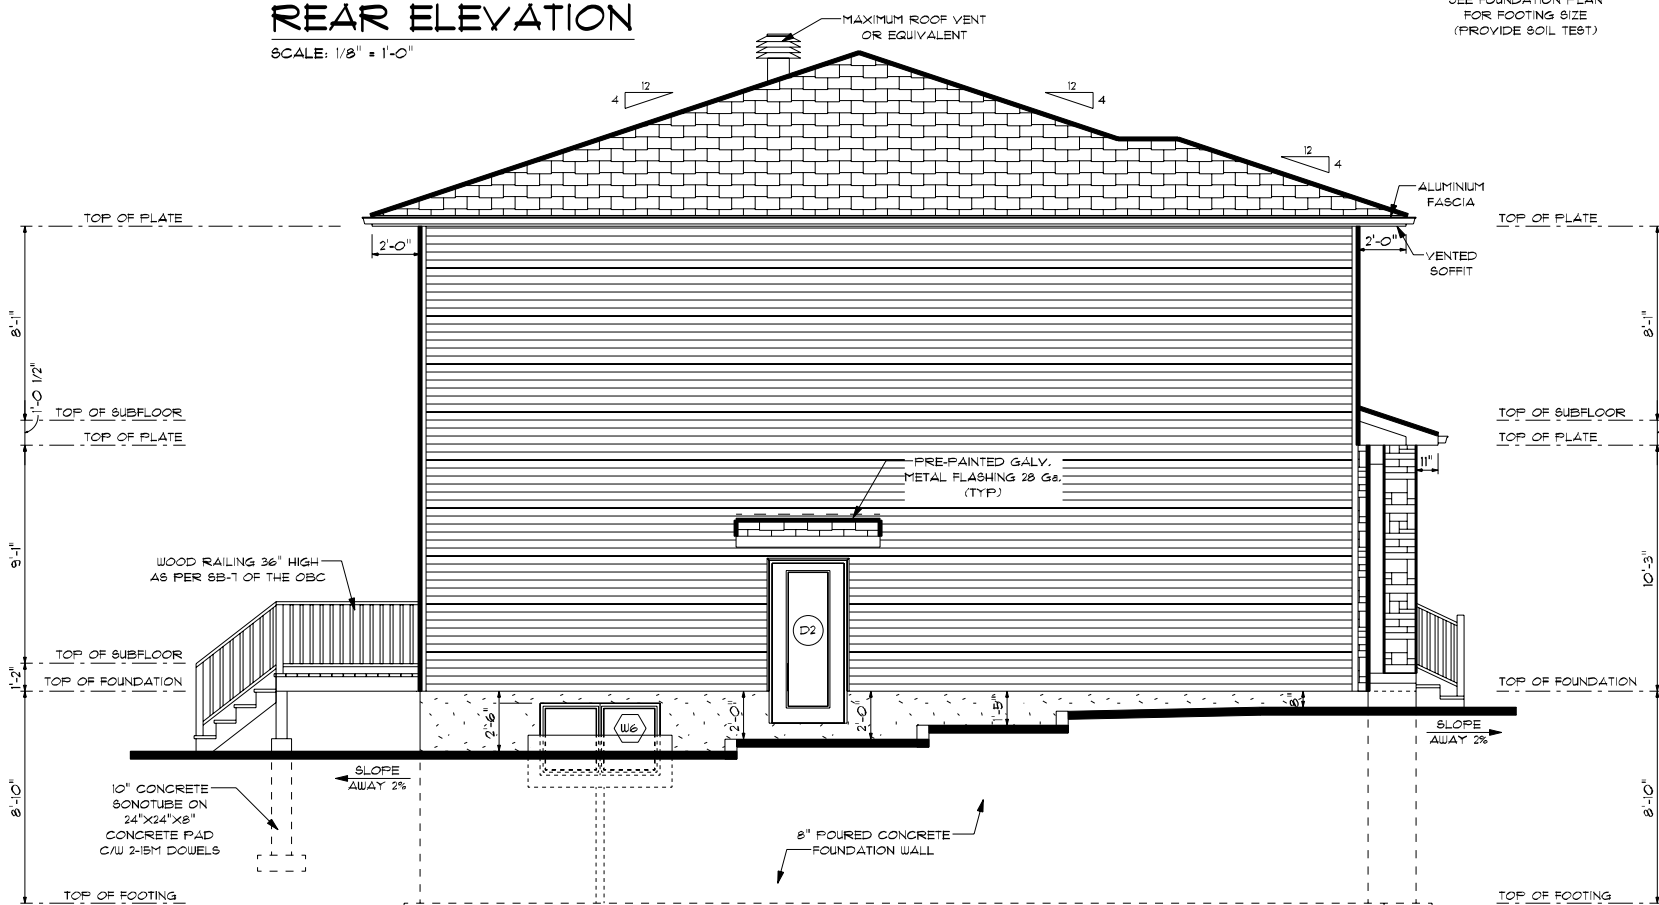 REAR ELEVATION
SCALE: 1/8" = 1'-0"
MAXIMUM ROOF VENT
OR EQUIVALENT
SEE FOUNDATION PLAN
FOR FOOTING SIZE
(PROVIDE SOIL TEST)
12
4
12
4
12
4
ALUMINIUM
FASCIA
TOP OF PLATE
TOP OF PLATE
2'-0"
2'-0"
VENTED
SOFFIT
8'-1"
8'-1"
1'-0 1/2"
TOP OF SUBFLOOR
TOP OF SUBFLOOR
TOP OF PLATE
TOP OF PLATE
11"
PRE-PAINTED GALV.
METAL FLASHING 28 Ga.
(TYP.)
9'-1"
10'-3"
WOOD RAILING 36" HIGH
AS PER SB-7 OF THE OBC
D2
TOP OF SUBFLOOR
1'-2"
TOP OF FOUNDATION
TOP OF FOUNDATION
2'-6"
W6
2'-0"
2'-0"
1'-5"
8"
SLOPE
AWAY 2%
SLOPE
AWAY 2%
8'-10"
8'-10"
10" CONCRETE
SONOTUBE ON
24"X24"X8"
CONCRETE PAD
C/W 2-15M DOWELS
8" POURED CONCRETE
FOUNDATION WALL
TOP OF FOOTING
TOP OF FOOTING